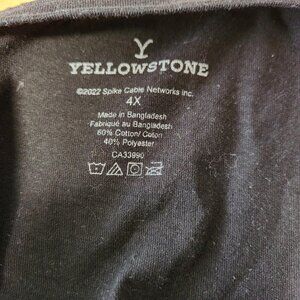 Y
YELLOWSTONE
©2022 Spike Cable Networks Inc.
4X
Made in Bangladesh
Fabriqué au Bangladesh
60% Cotton/ Coton
40% Polyester
CA33990